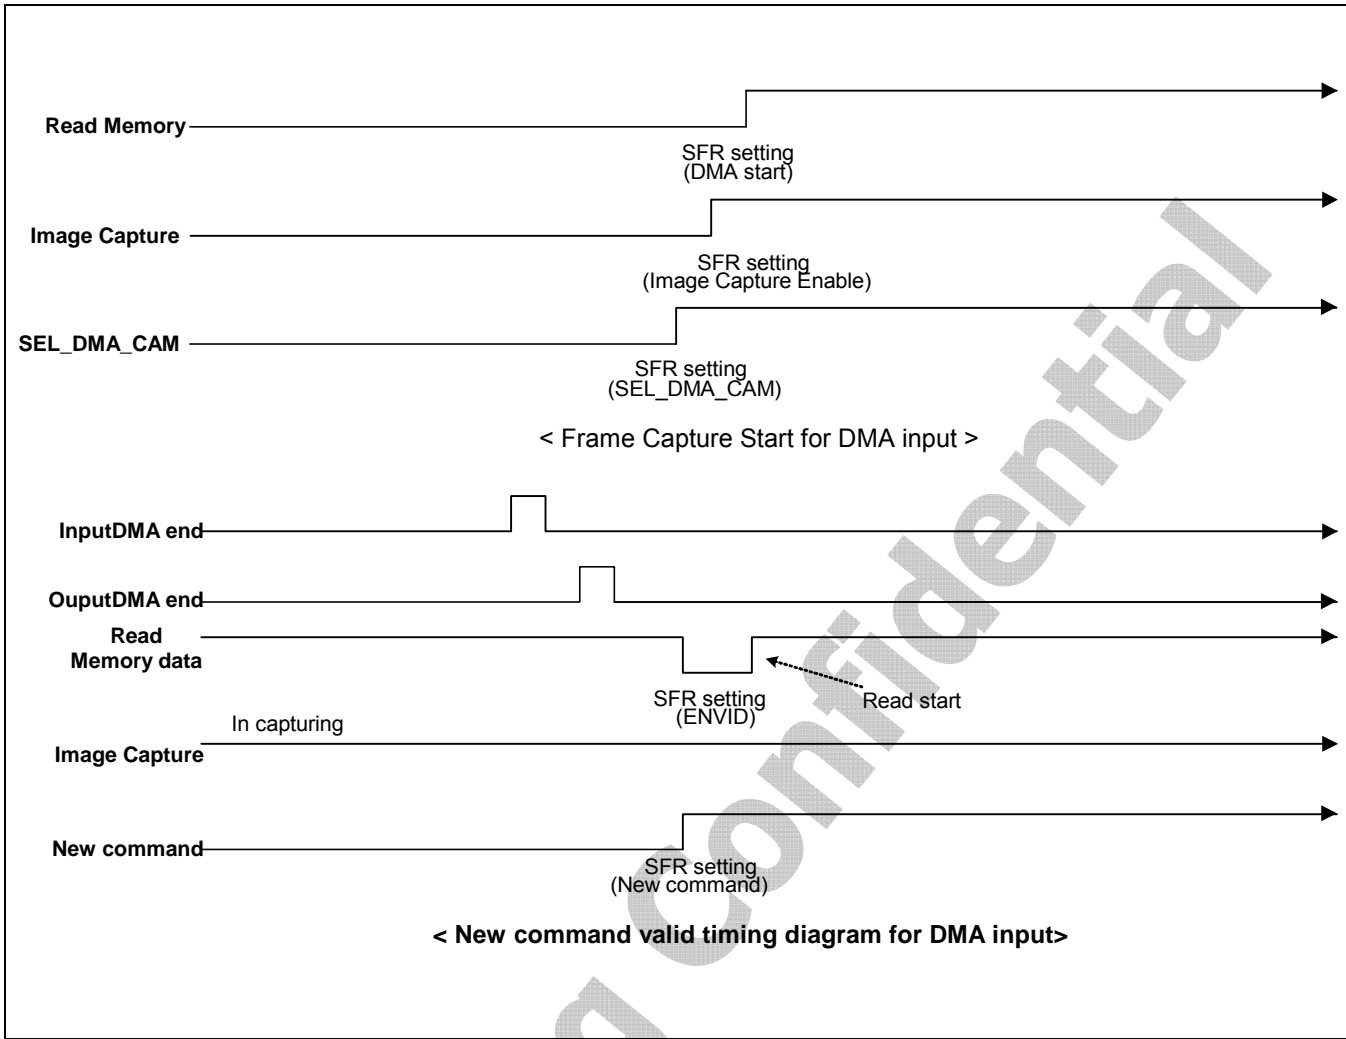 Read Memory
SFR setting
(DMA start)
Image Capture
SFR setting
(Image Capture Enable)
SEL_DMA_CAM
SFR setting
(SEL_DMA_CAM)
< Frame Capture Start for DMA input >
InputDMA end
OuputDMA end
Read
Memory data
SFR setting
(ENVID)
Read start
In capturing
Image Capture
New command
SFR setting
(New command)
< New command valid timing diagram for DMA input>
g Confidential